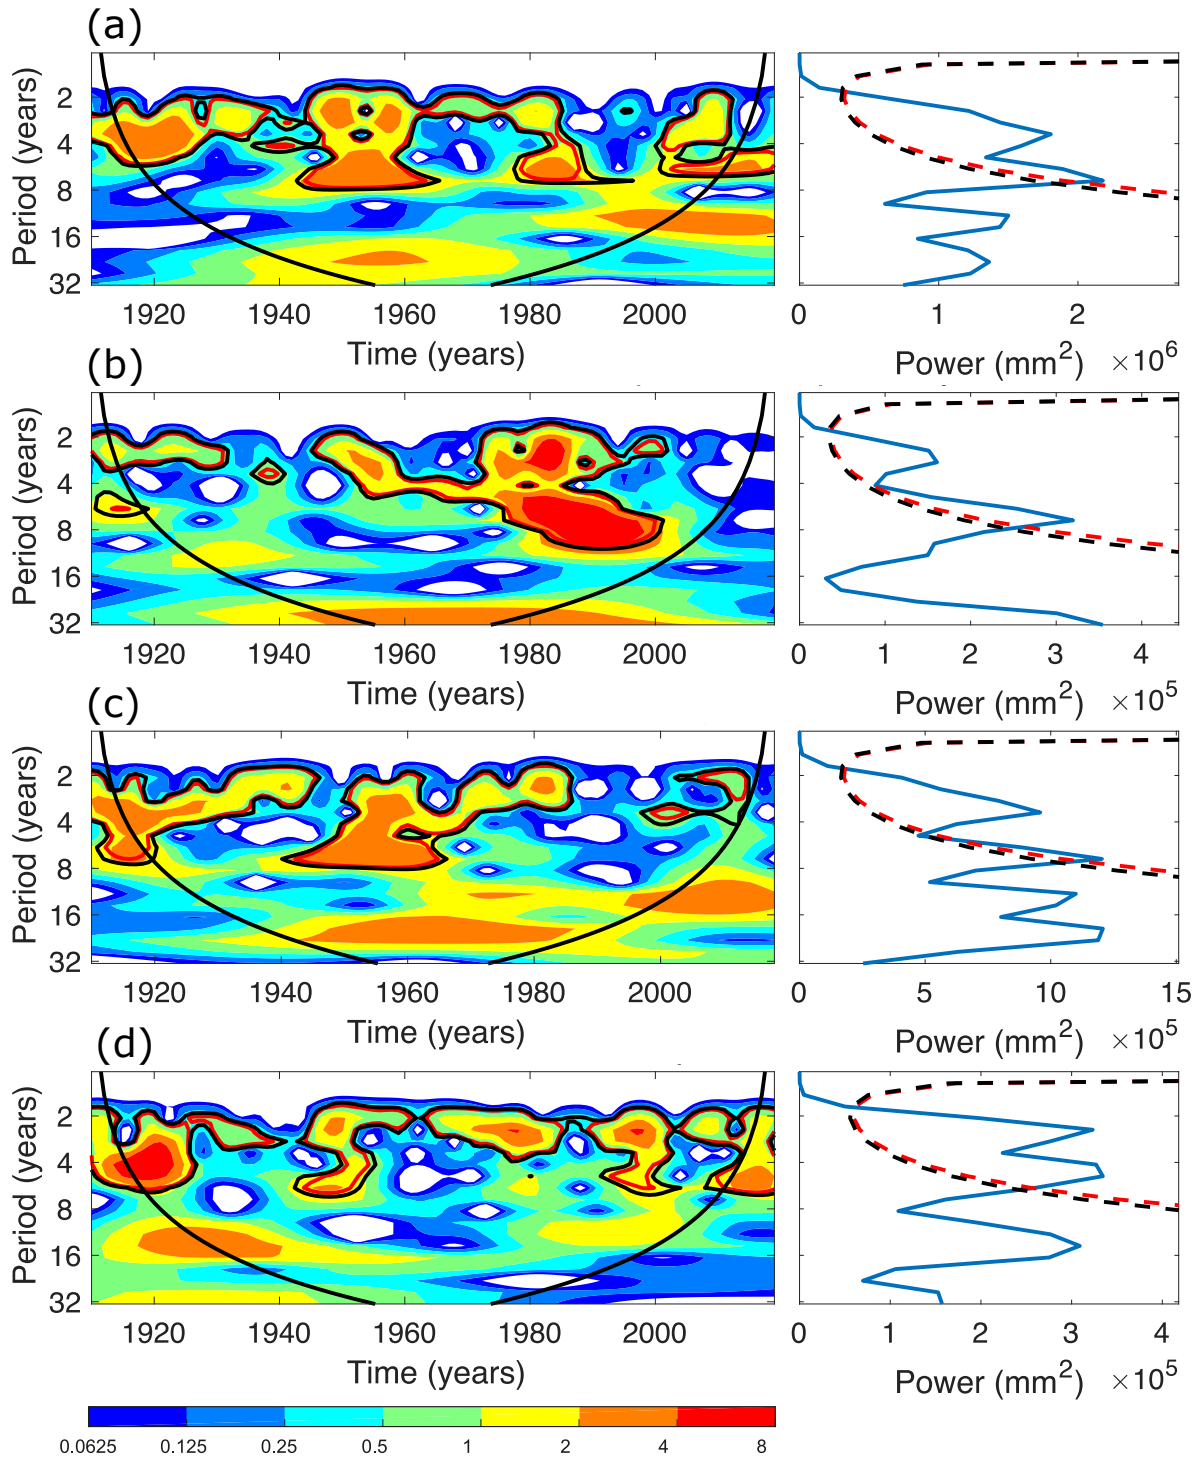 (a)
Period (years)
2
4
8
16
32
1920 1940 1960 1980 2000
Time (years)
0 1 2
Power (mm²) ×10⁶
(b)
Period (years)
2
4
8
16
32
1920 1940 1960 1980 2000
Time (years)
0 1 2 3 4
Power (mm²) ×10⁵
(c)
Period (years)
2
4
8
16
32
1920 1940 1960 1980 2000
Time (years)
0 5 10 15
Power (mm²) ×10⁵
(d)
Period (years)
2
4
8
16
32
1920 1940 1960 1980 2000
Time (years)
0 1 2 3 4
Power (mm²) ×10⁵
0.0625 0.125 0.25 0.5 1 2 4 8